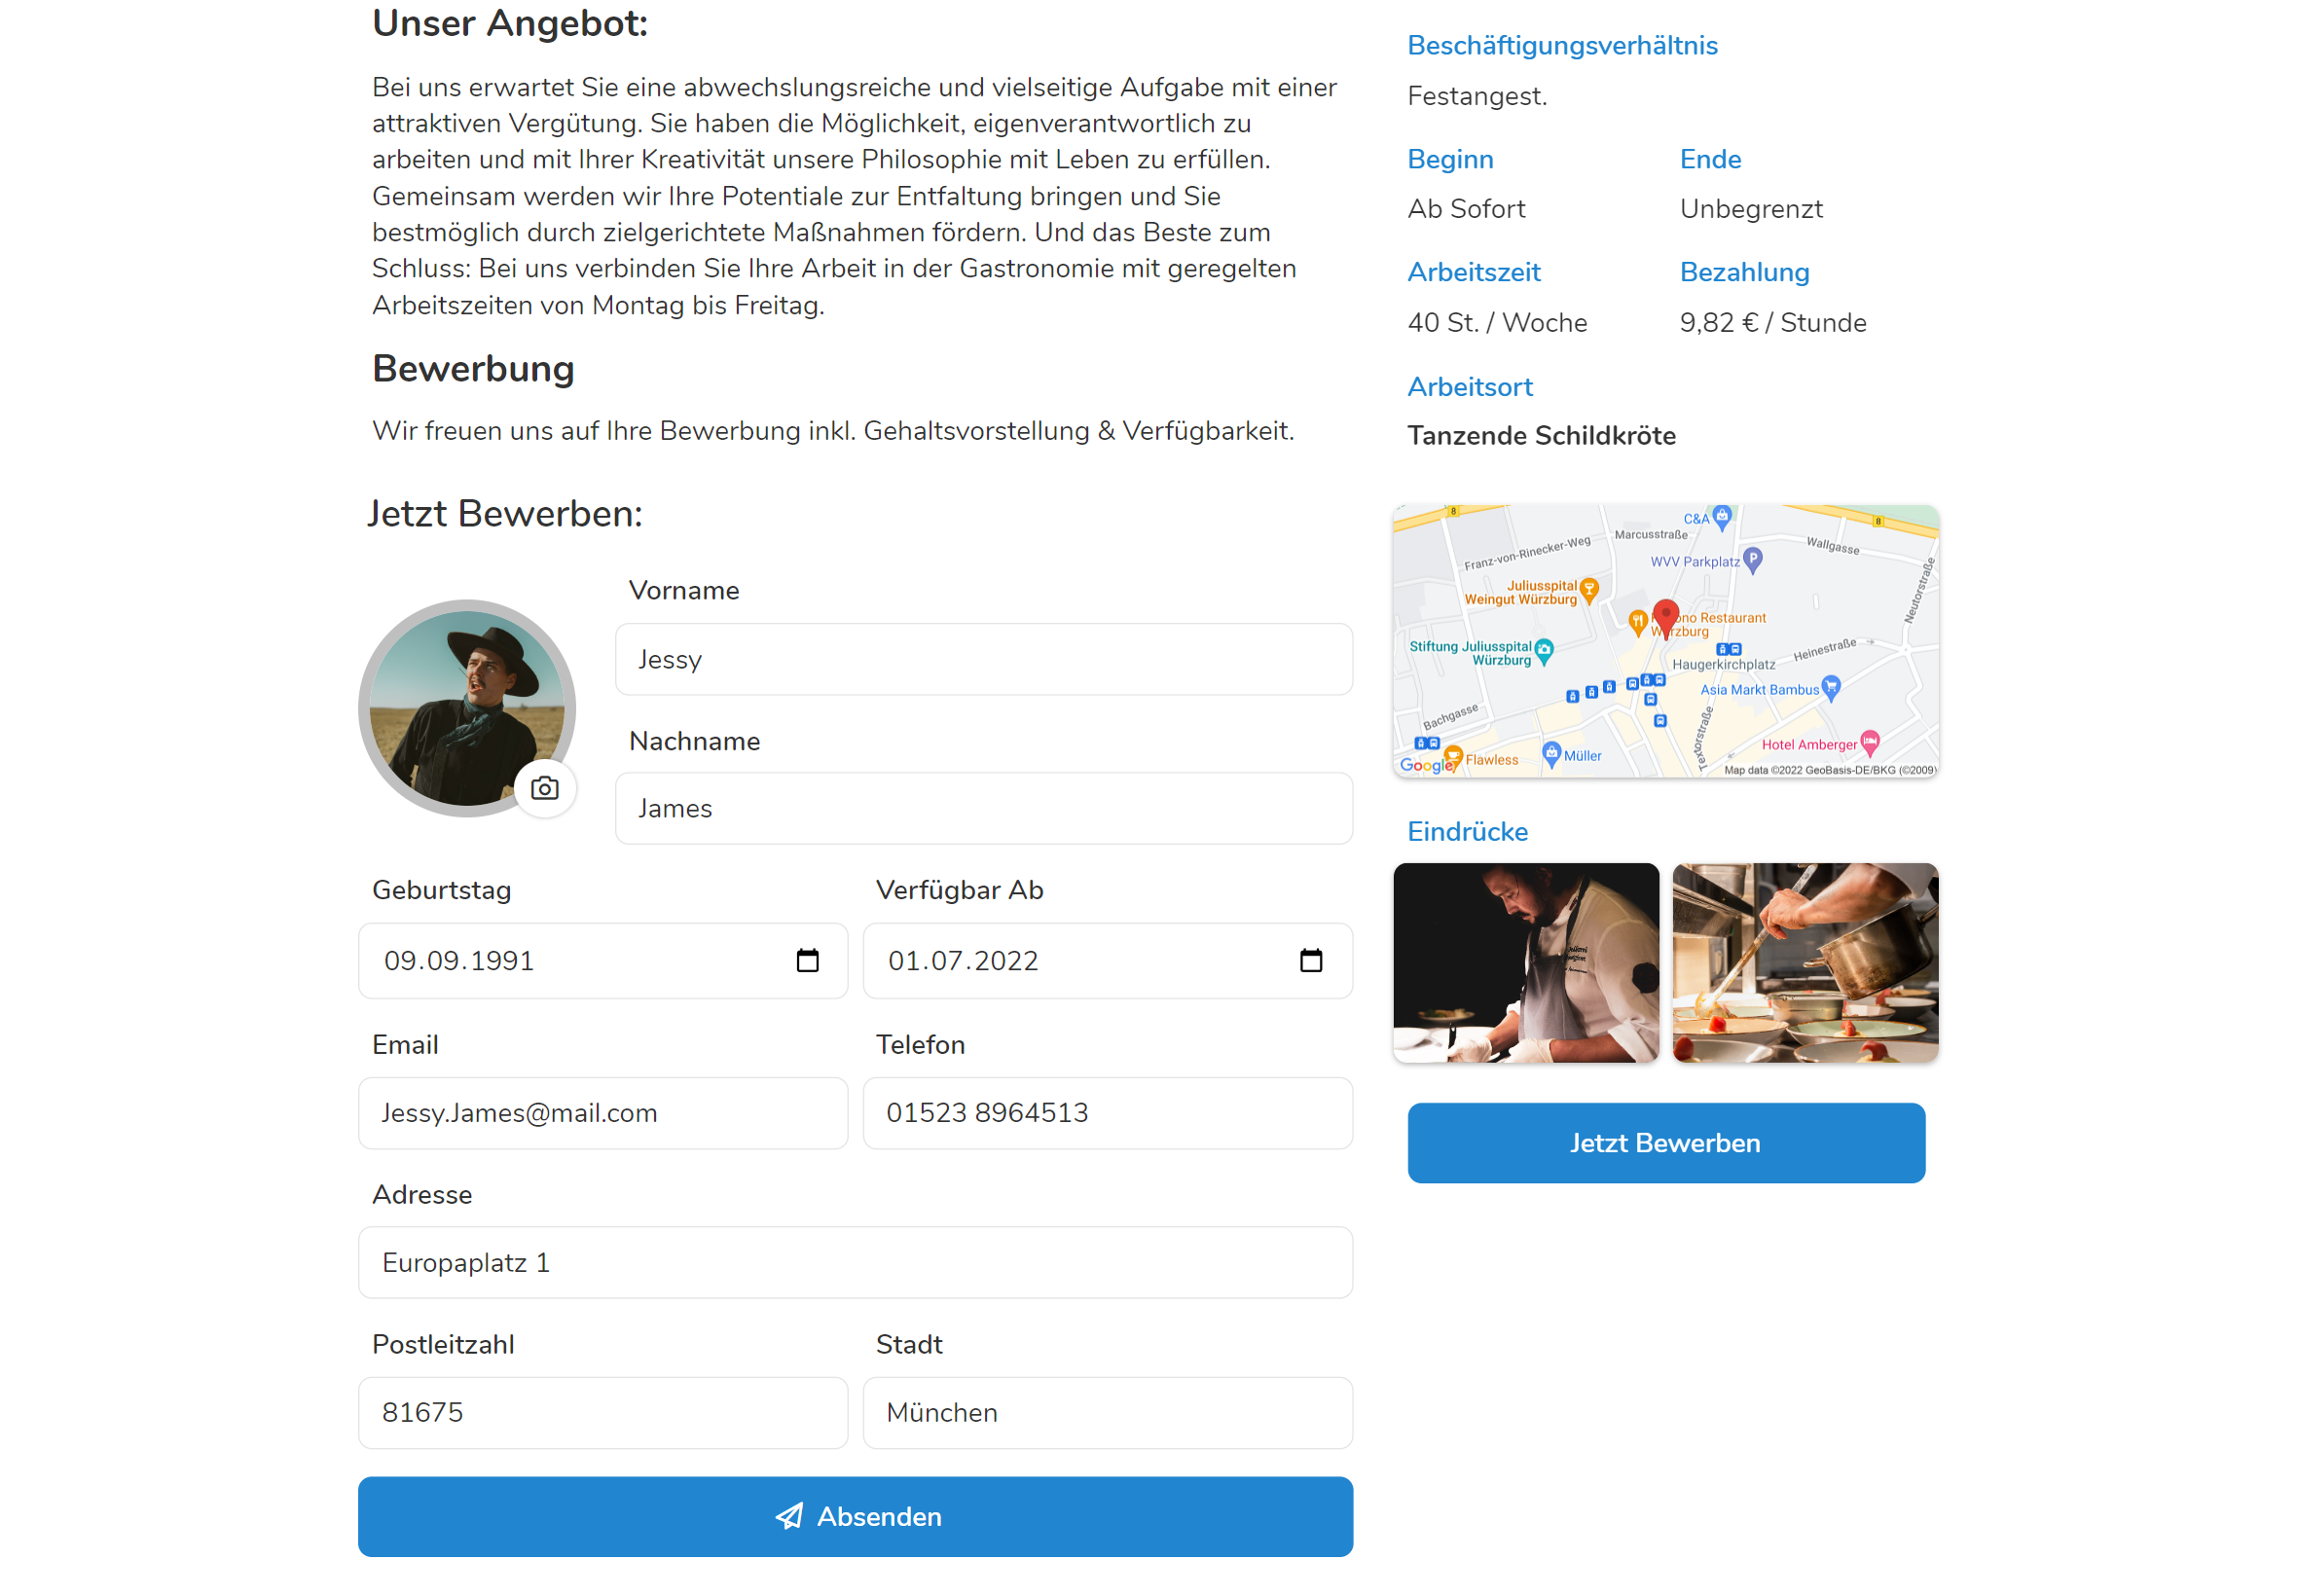 Unser Angebot:
Bei uns erwartet Sie eine abwechslungsreiche und vielseitige Aufgabe mit einer
attraktiven Vergütung. Sie haben die Möglichkeit, eigenverantwortlich zu
arbeiten und mit Ihrer Kreativität unsere Philosophie mit Leben zu erfüllen.
Gemeinsam werden wir Ihre Potentiale zur Entfaltung bringen und Sie
bestmöglich durch zielgerichtete Maßnahmen fördern. Und das Beste zum
Schluss: Bei uns verbinden Sie Ihre Arbeit in der Gastronomie mit geregelten
Arbeitszeiten von Montag bis Freitag.
Bewerbung
Wir freuen uns auf Ihre Bewerbung inkl. Gehaltsvorstellung & Verfügbarkeit.
Jetzt Bewerben:
Vorname
Jessy
Nachname
James
Geburtstag
Verfügbar Ab
09.09.1991
01.07.2022
Email
Telefon
Jessy.James@mail.com
01523 8964513
Adresse
Europaplatz 1
Postleitzahl
Stadt
81675
München
Absenden
Beschäftigungsverhältnis
Festangest.
Beginn
Ende
Ab Sofort
Unbegrenzt
Arbeitszeit
Bezahlung
40 St. / Woche
9,82 € / Stunde
Arbeitsort
Tanzende Schildkröte
8
C&A
8
Marcusstraße
Wallgasse
Franz-von-Rinecker-Weg
WVV Parkplatz
P
Neutorstraße
Juliusspital
Weingut Würzburg
Restaurant
Stiftung Juliusspital
Würzburg
Haugerkirchplatz
Heinestraße
Asia Markt Bambus
Bachgasse
Textorstraße
Hotel Amberger
Google
Flawless
Müller
Map data ©2022 GeoBasis-DE/BKG (©2009)
Eindrücke
Jetzt Bewerben